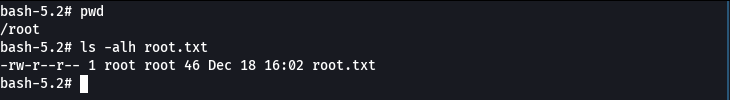 bash-5.2# pwd
/root
bash-5.2# ls -alh root.txt
-rw-r--r-- 1 root root 46 Dec 18 16:02 root.txt
bash-5.2#